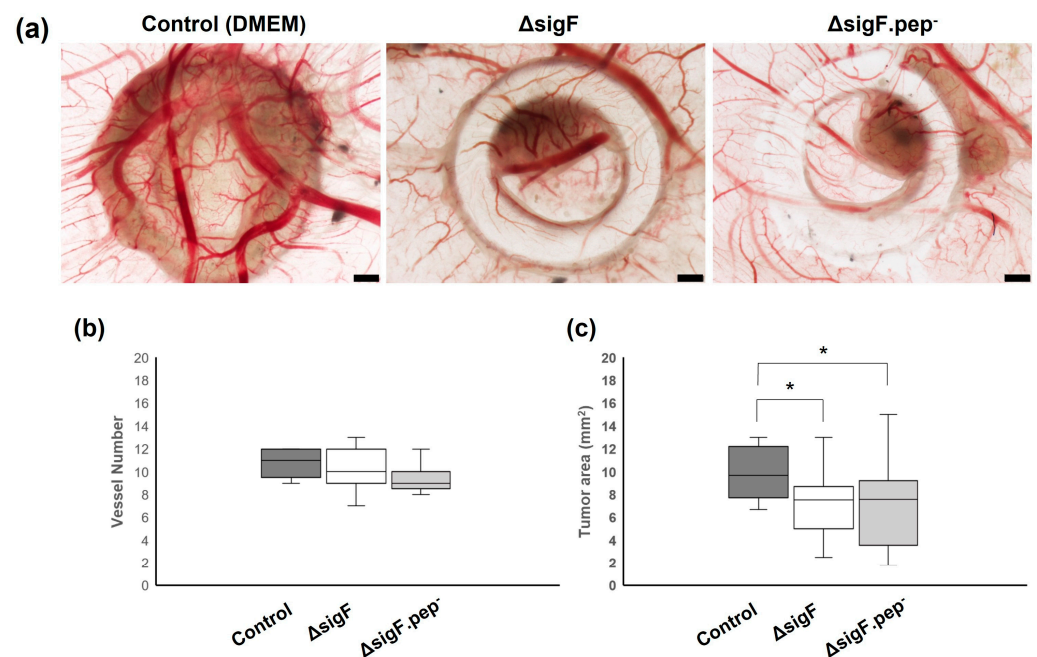 (a)
Control (DMEM)
ΔsigF
ΔsigF.pep⁻
(b)
Vessel Number
20
18
16
14
12
10
8
6
4
2
0
Control
ΔsigF
ΔsigF.pep⁻
(c)
Tumor area (mm²)
20
18
16
14
12
10
8
6
4
2
0
*
*
Control
ΔsigF
ΔsigF.pep⁻